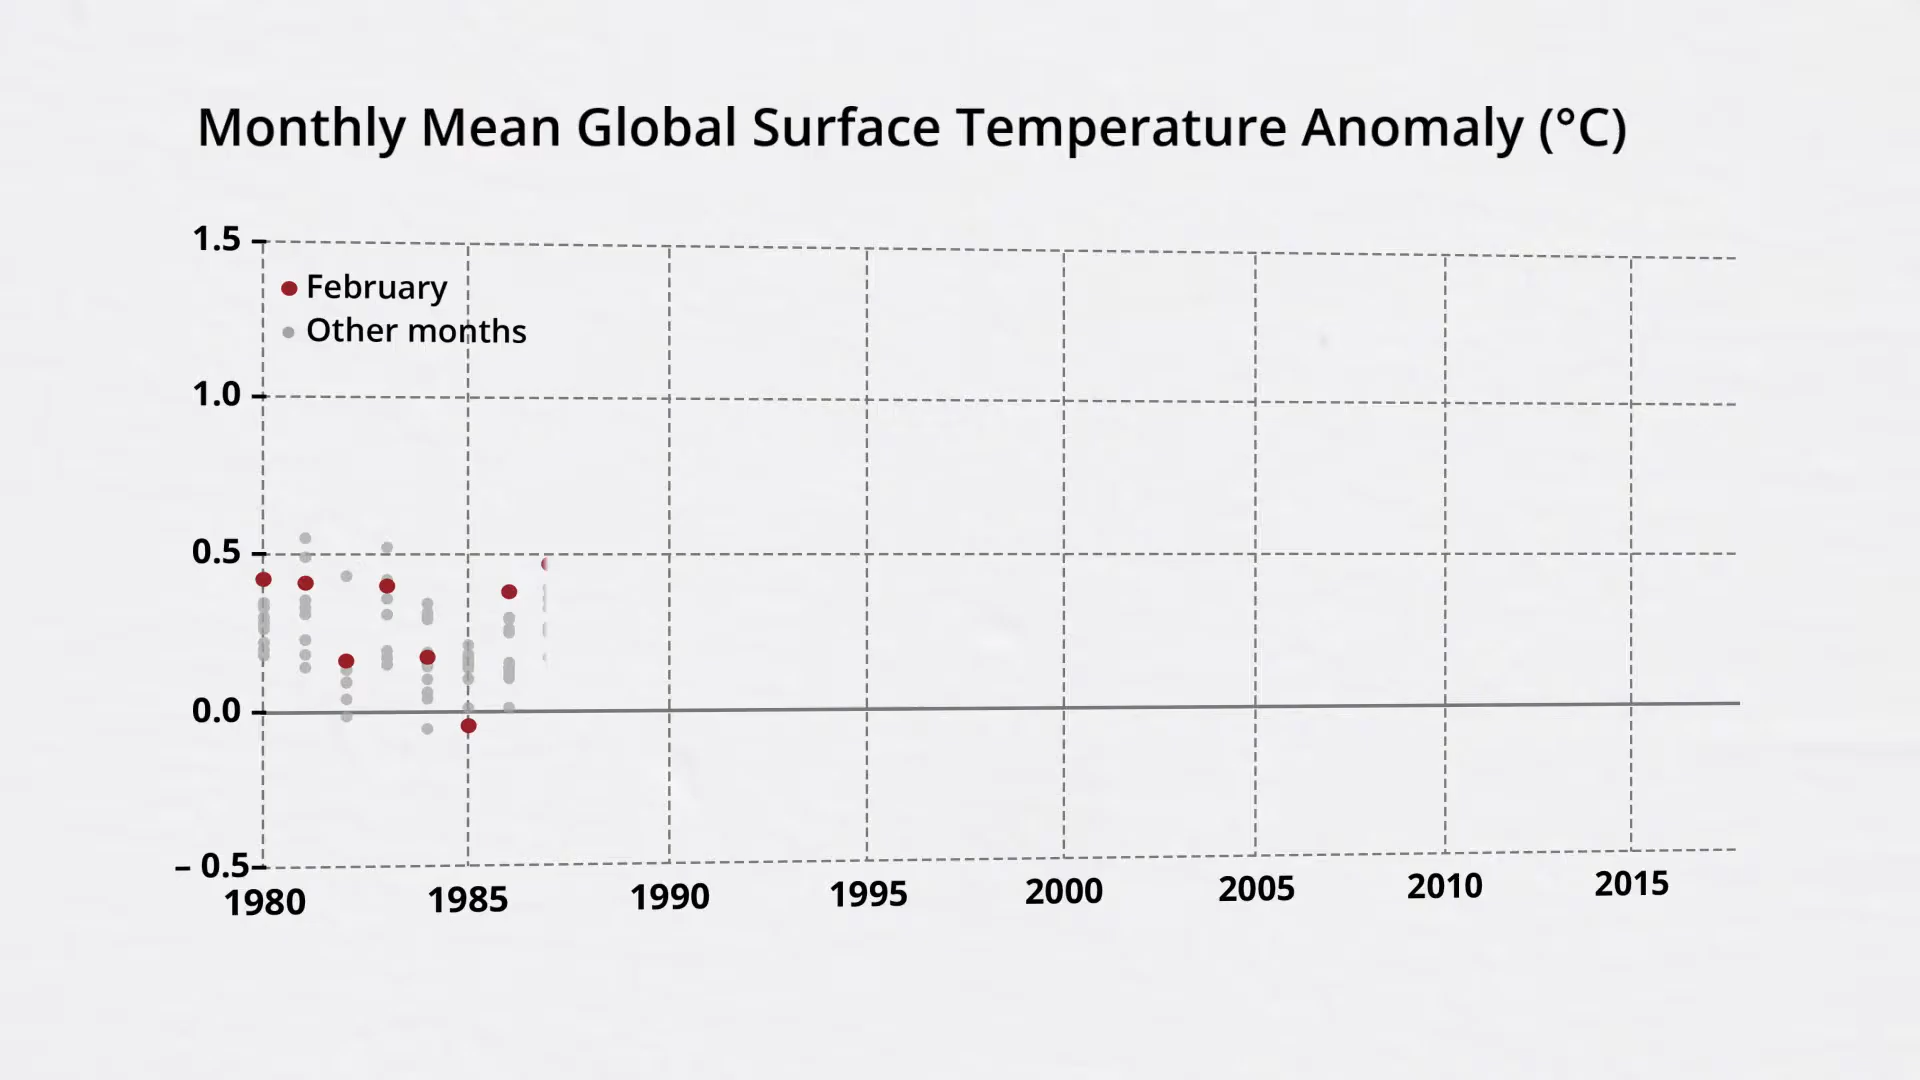 Monthly Mean Global Surface Temperature Anomaly (°C)
1.5
February
Other months
1.0
0.5
0.0
– 0.5
1980 1985 1990 1995 2000 2005 2010 2015